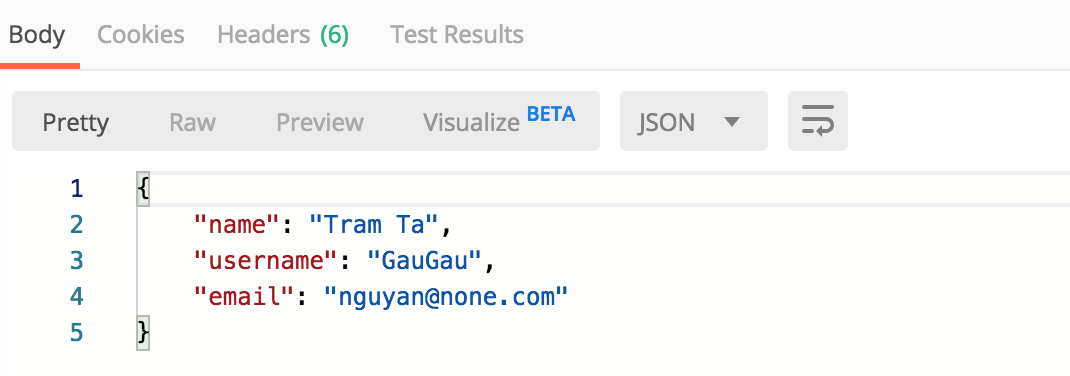 Body Cookies Headers (6) Test Results
Pretty Raw Preview Visualize BETA JSON
1 {
2 "name": "Tram Ta",
3 "username": "GauGau",
4 "email": "nguyan@none.com"
5 }